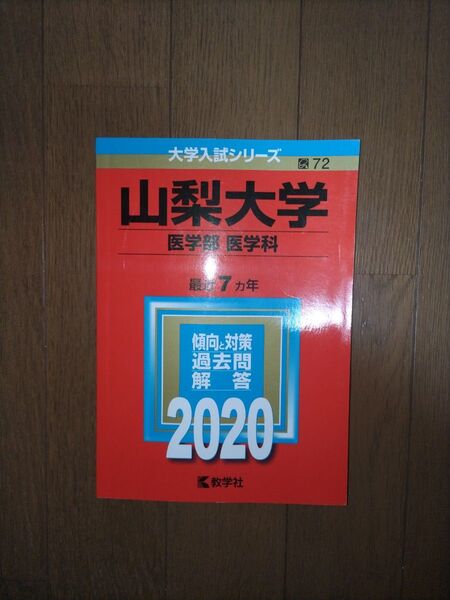 大学入試シリーズ
72
山梨大学
医学部 医学科
最近7カ年
傾向と対策
過去問
解答
2020
教学社